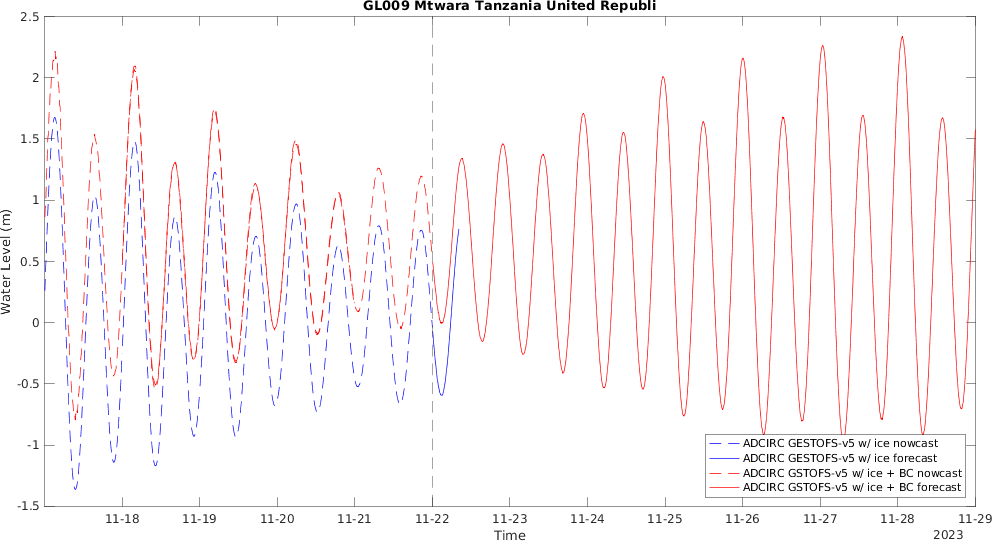 GL009 Mtwara Tanzania United Republi
2.5
2
1.5
1
0.5
0
-0.5
-1
-1.5
Water Level (m)
ADCIRC GESTOFS-v5 w/ ice nowcast
ADCIRC GESTOFS-v5 w/ ice forecast
ADCIRC GSTOFS-v5 w/ ice + BC nowcast
ADCIRC GSTOFS-v5 w/ ice + BC forecast
11-18 11-19 11-20 11-21 11-22 11-23 11-24 11-25 11-26 11-27 11-28 11-29
Time
2023